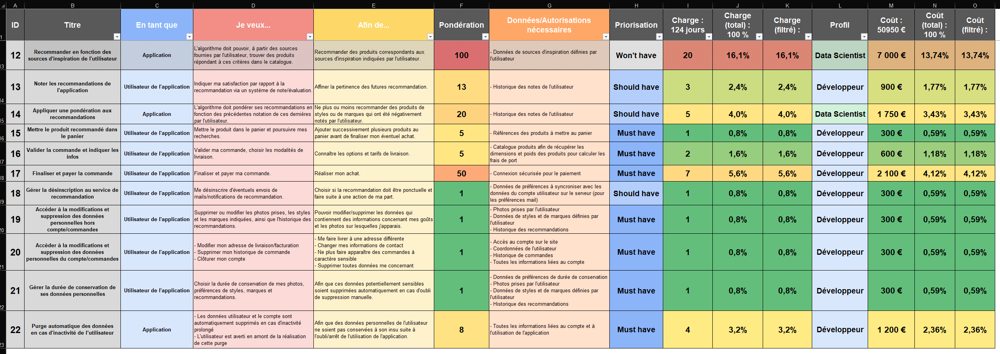 A B C D E F G H I J K L M N O
1
ID
Titre
En tant que
Je veux...
Afin de...
Pondération
Données/Autorisations
nécessaires
Priorisation
Charge :
124 jours
Charge
(total) :
100 %
Charge
(filtré) :
Profil
Coût :
50950 €
Coût
(total) :
100 %
Coût
(filtré) :
13
12
Recommander en fonction des
sources d'inspiration de l'utilisateur
Application
L'algorithme doit pouvoir, à partir des sources
fournies par l'utilisateur, trouver des produits
répondant à ces critères dans le catalogue.
Recommander des produits correspondants aux
sources d'inspiration indiquées par l'utilisateur.
100
- Données de sources d'inspiration définies par
l'utilisateur
Won't have
20
16,1%
16,1%
Data Scientist
7 000 €
13,74%
13,74%
14
13
Noter les recommandations de
l'application
Utilisateur de l'application
Indiquer ma satisfaction par rapport à la
recommandation via un système de note/évaluation.
Affiner la pertinence des futures recommandation.
13
- Historique des notes de l'utilisateur
Should have
3
2,4%
2,4%
Développeur
900 €
1,77%
1,77%
15
14
Appliquer une pondération aux
recommandations
Application
L'algorithme doit pondérer ses recommandations en
fonction des précédentes notation de ces dernières
par l'utilisateur.
Ne plus ou moins recommander des produits de
styles ou de marques qui ont été négativement
notés par l'utilisateur.
20
- Historique des notes de l'utilisateur
Should have
5
4,0%
4,0%
Data Scientist
1 750 €
3,43%
3,43%
16
15
Mettre le produit recommandé dans
le panier
Utilisateur de l'application
Mettre le produit dans le panier et poursuivre mes
recherches.
Ajouter successivement plusieurs produits au
panier avant de finaliser mon éventuel achat.
5
- Références des produits à mettre au panier
Must have
1
0,8%
0,8%
Développeur
300 €
0,59%
0,59%
17
16
Valider la commande et indiquer les
infos
Utilisateur de l'application
Valider ma commande, choisir les modalités de
livraison.
Connaître les options et tarifs de livraison.
5
- Catalogue produits afin de récupérer les
dimensions et poids des produits pour calculer les
frais de port
Must have
2
1,6%
1,6%
Développeur
600 €
1,18%
1,18%
18
17
Finaliser et payer la commande
Utilisateur de l'application
Finaliser et payer ma commande.
Réaliser mon achat.
50
- Connexion sécurisée pour le paiement
Must have
7
5,6%
5,6%
Développeur
2 100 €
4,12%
4,12%
19
18
Gérer la désinscription au service de
recommandation
Utilisateur de l'application
Me désinscrire d'éventuels envois de
mails/notifications de recommandation.
Choisir si la recommandation doit être ponctuelle et
faire suite à une action de ma part.
1
- Données de préférences à syncroniser avec les
données du compte utilisateur sur le serveur (pour
les préférences mail)
Should have
1
0,8%
0,8%
Développeur
300 €
0,59%
0,59%
20
19
Accéder à la modifications et
suppression des données
personnelles hors
compte/commandes
Utilisateur de l'application
Supprimer ou modifier les photos prises, les styles
et les marques indiquées, ainsi que l'historique des
recommandations.
Pouvoir modifier/supprimer les données qui
contiennent des informations concernant mes goûts
et les photos sur lesquelles j'apparais.
1
- Photos prises par l'utilisateur
- Données de styles et de marques définies par
l'utilisateur
- Historique des recommandations
Must have
1
0,8%
0,8%
Développeur
300 €
0,59%
0,59%
21
20
Accéder à la modifications et
suppression des données
personnelles du compte/commandes
Utilisateur de l'application
- Modifier mon adresse de livraison/facturation
- Supprimer mon historique de commande
- Clôturer mon compte
- Me faire livrer à une adresse différente
- Changer mes informations de contact
- Ne plus faire apparaître des commandes à
caractère sensible
- Supprimer toutes données me concernant
1
- Accès au compte sur le site
- Coordonnées de l'utilisateur
- Historique de commandes
- Toutes les informations liées au compte
Must have
1
0,8%
0,8%
Développeur
300 €
0,59%
0,59%
22
21
Gérer la durée de conservation de
ses données personnelles
Utilisateur de l'application
Choisir la durée de conservation de mes photos,
préférences de styles, marques et
recommandations.
Afin que ces données potentiellement sensibles
soient supprimées automatiquement en cas d'oubli
de suppression manuelle.
1
- Données de préférences de durée de conservation
- Photos prises par l'utilisateur
- Données de styles et de marques définies par
l'utilisateur
- Historique des recommandations
Must have
1
0,8%
0,8%
Développeur
300 €
0,59%
0,59%
23
22
Purge automatique des données
en cas d'inactivité de l'utilisateur
Application
- Les données utilisateur et le compte sont
automatiquement supprimés en cas d'inactivité
prolongé
- L'utilisateur est averti en amont de la réalisation
de cette purge
Afin que des données personnelles de l'utilisateur
ne soient pas conservées à son insu suite à
l'oubli/arrêt de l'utilisation de l'application.
8
- Toutes les informations liées au compte et à
l'utilisation de l'application
Must have
4
3,2%
3,2%
Développeur
1 200 €
2,36%
2,36%